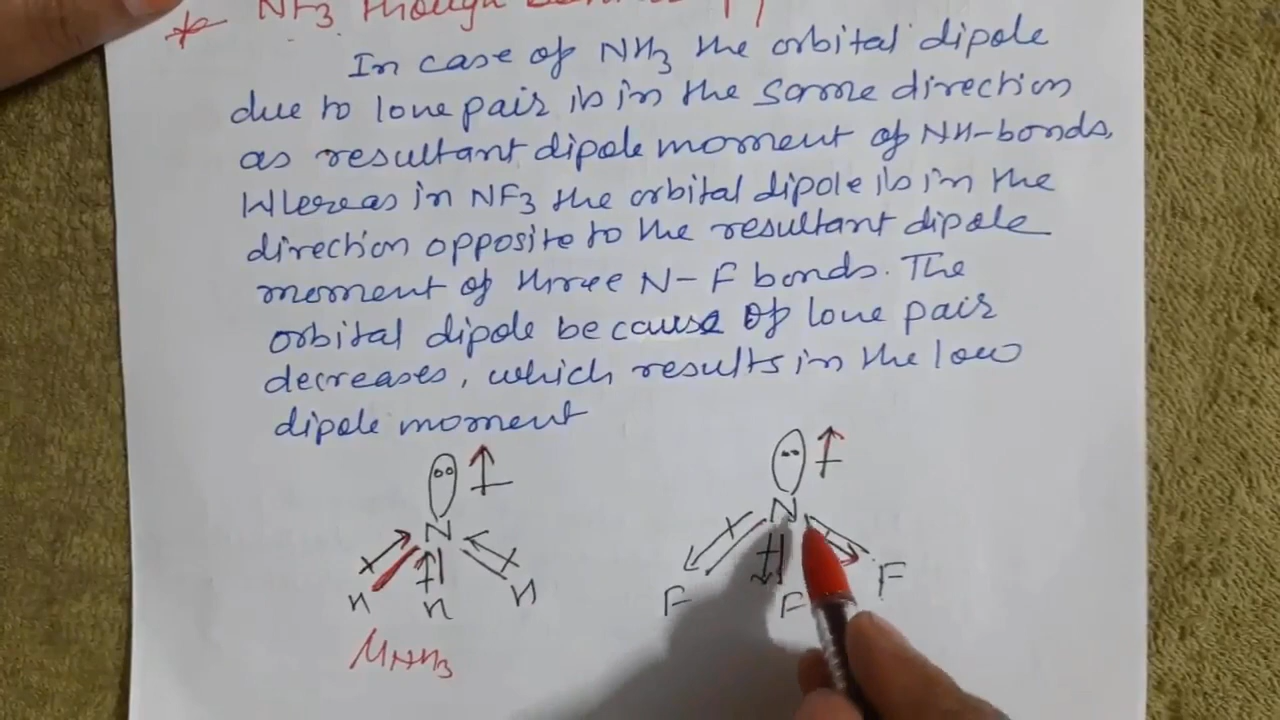 * NF3 though
In case of NH3 the orbital dipole
due to lone pair is in the same direction
as resultant dipole moment of NH-bonds,
Whereas in NF3 the orbital dipole is in the
direction opposite to the resultant dipole
moment of three N-F bonds. The
orbital dipole because of lone pair
decreases, which results in the low
dipole moment
N N
H H H F F F
μNH3